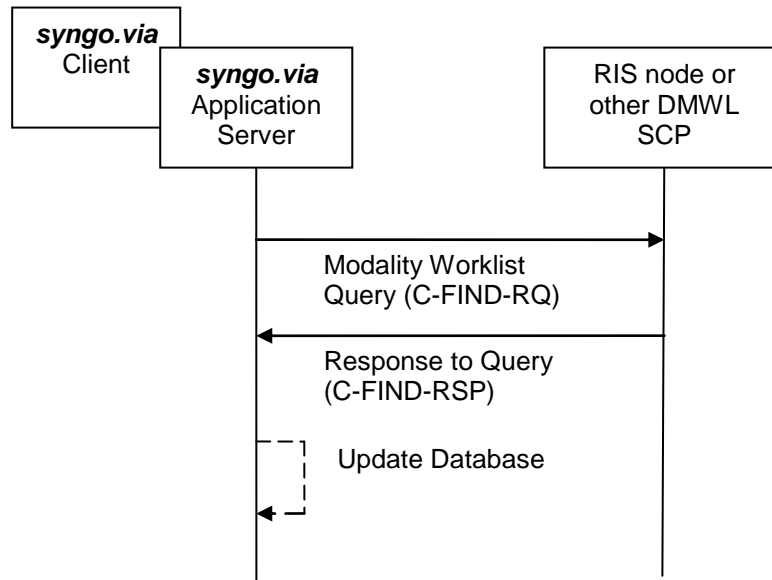 syngo.via
Client
syngo.via
Application
Server
RIS node or
other DMWL
SCP
Modality Worklist
Query (C-FIND-RQ)
Response to Query
(C-FIND-RSP)
Update Database